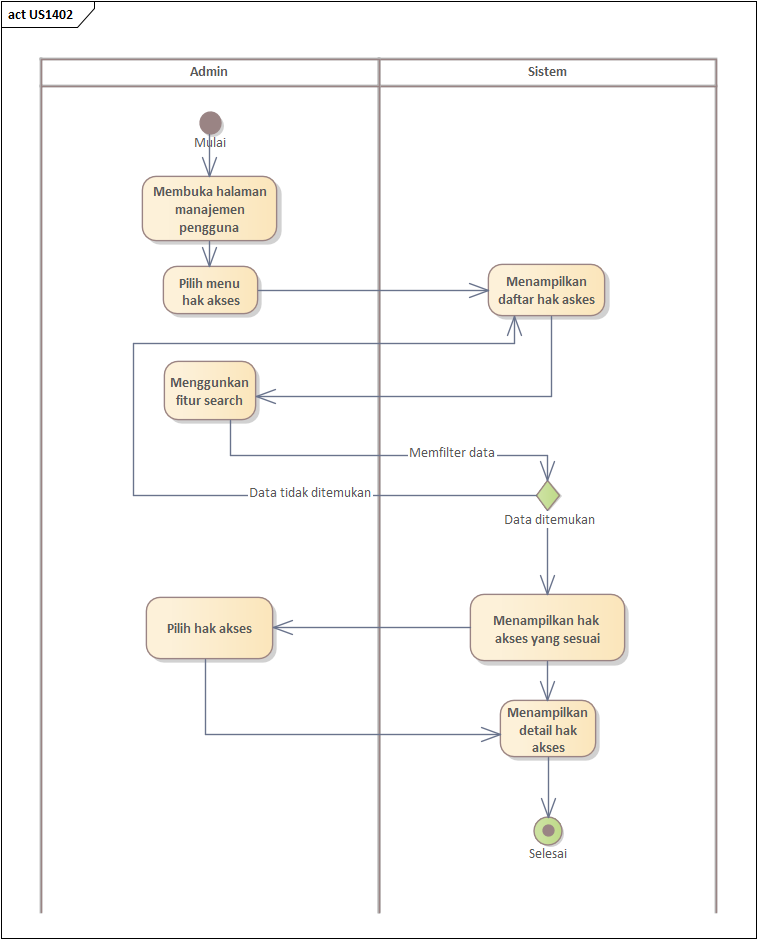 act US1402
Admin
Sistem
Mulai
Membuka halaman
manajemen
pengguna
Pilih menu
hak akses
Menampilkan
daftar hak askes
Menggunkan
fitur search
Memfilter data
Data tidak ditemukan
Data ditemukan
Menampilkan hak
akses yang sesuai
Pilih hak akses
Menampilkan
detail hak
akses
Selesai